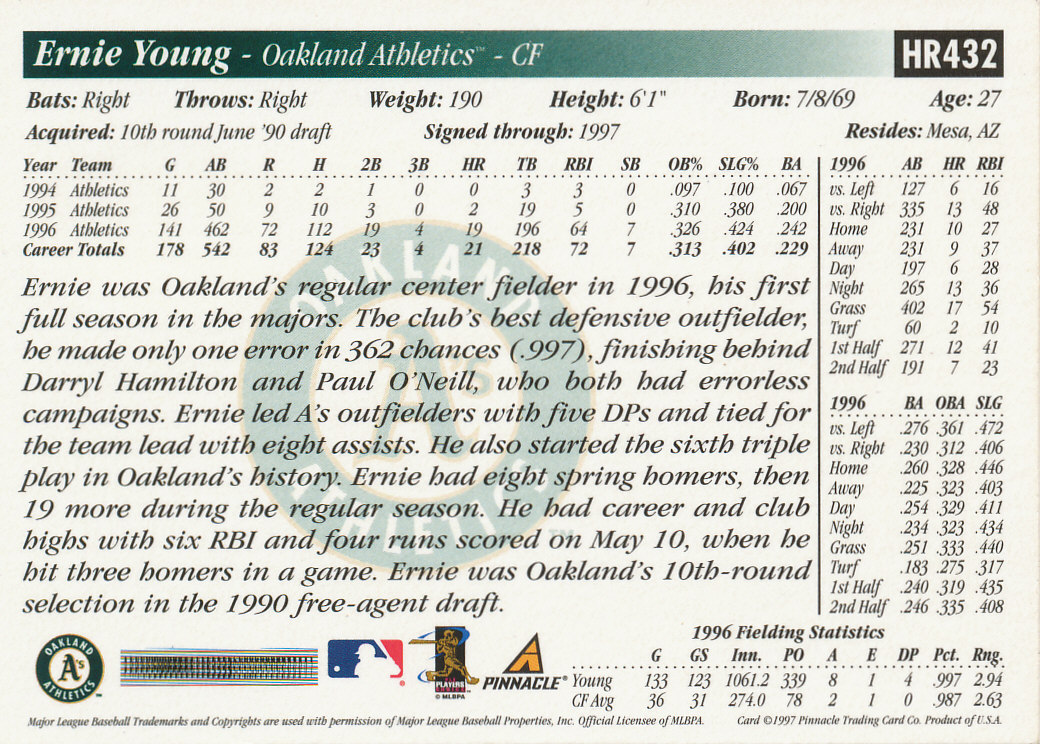 Ernie Young - Oakland Athletics™ - CF HR432
Bats: Right Throws: Right Weight: 190 Height: 6'1" Born: 7/8/69 Age: 27
Acquired: 10th round June '90 draft Signed through: 1997 Resides: Mesa, AZ
Year Team G AB R H 2B 3B HR TB RBI SB OB% SLG% BA
1994 Athletics 11 30 2 2 1 0 0 3 3 0 .097 .100 .067
1995 Athletics 26 50 9 10 3 0 2 19 5 0 .310 .380 .200
1996 Athletics 141 462 72 112 19 4 19 196 64 7 .326 .424 .242
Career Totals 178 542 83 124 23 4 21 218 72 7 .313 .402 .229
Ernie was Oakland's regular center fielder in 1996, his first
full season in the majors. The club's best defensive outfielder,
he made only one error in 362 chances (.997), finishing behind
Darryl Hamilton and Paul O'Neill, who both had errorless
campaigns. Ernie led A's outfielders with five DPs and tied for
the team lead with eight assists. He also started the sixth triple
play in Oakland's history. Ernie had eight spring homers, then
19 more during the regular season. He had career and club
highs with six RBI and four runs scored on May 10, when he
hit three homers in a game. Ernie was Oakland's 10th-round
selection in the 1990 free-agent draft.
OAKLAND
A's
ATHLETICS
™
1996 AB HR RBI
vs. Left 127 6 16
vs. Right 335 13 48
Home 231 10 27
Away 231 9 37
Day 197 6 28
Night 265 13 36
Grass 402 17 54
Turf 60 2 10
1st Half 271 12 41
2nd Half 191 7 23
1996 BA OBA SLG
vs. Left .276 .361 .472
vs. Right .230 .312 .406
Home .260 .328 .446
Away .225 .323 .403
Day .254 .329 .411
Night .234 .323 .434
Grass .251 .333 .440
Turf .183 .275 .317
1st Half .240 .319 .435
2nd Half .246 .335 .408
OAKLAND
A's
ATHLETICS
™
®
PLAYERS
CHOICE
© MLBPA
PINNACLE®
1996 Fielding Statistics
G GS Inn. PO A E DP Pct. Rng.
Young 133 123 1061.2 339 8 1 4 .997 2.94
CF Avg 36 31 274.0 78 2 1 0 .987 2.63
Major League Baseball Trademarks and Copyrights are used with permission of Major League Baseball Properties, Inc. Official Licensee of MLBPA. Card ©1997 Pinnacle Trading Card Co. Product of U.S.A.